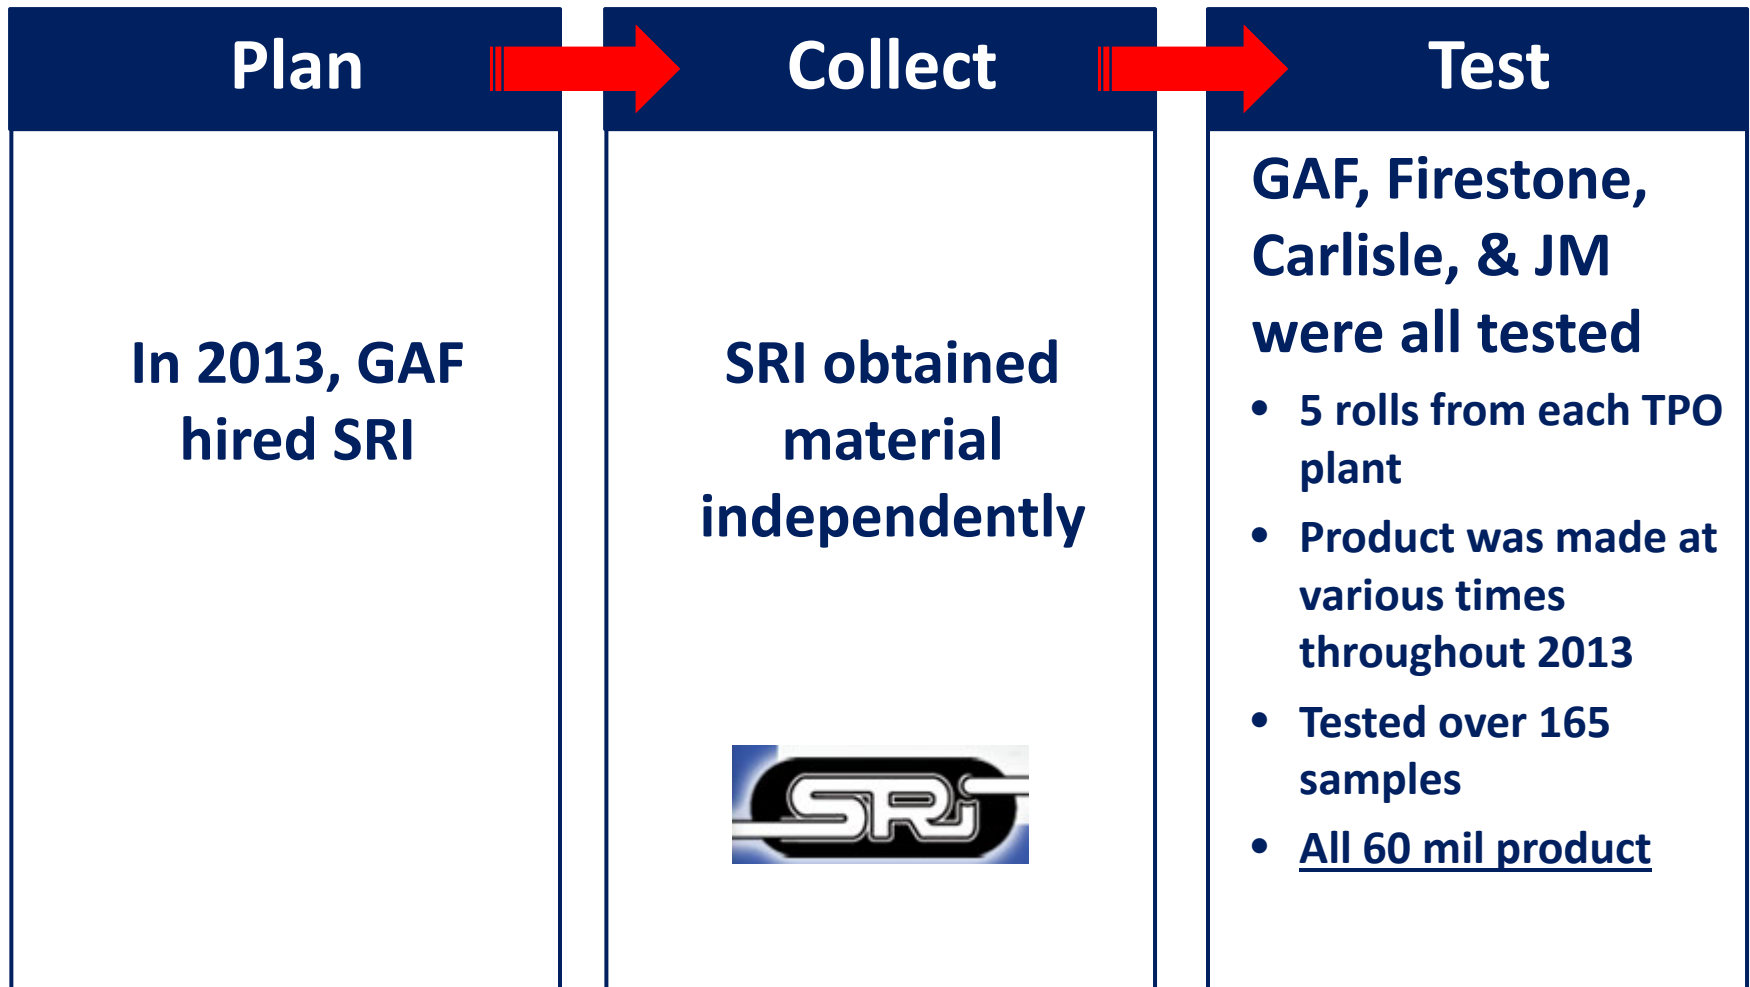 Plan
In 2013, GAF
hired SRI
Collect
SRI obtained
material
independently
SRi
Test
GAF, Firestone,
Carlisle, & JM
were all tested
• 5 rolls from each TPO
plant
• Product was made at
various times
throughout 2013
• Tested over 165
samples
• All 60 mil product